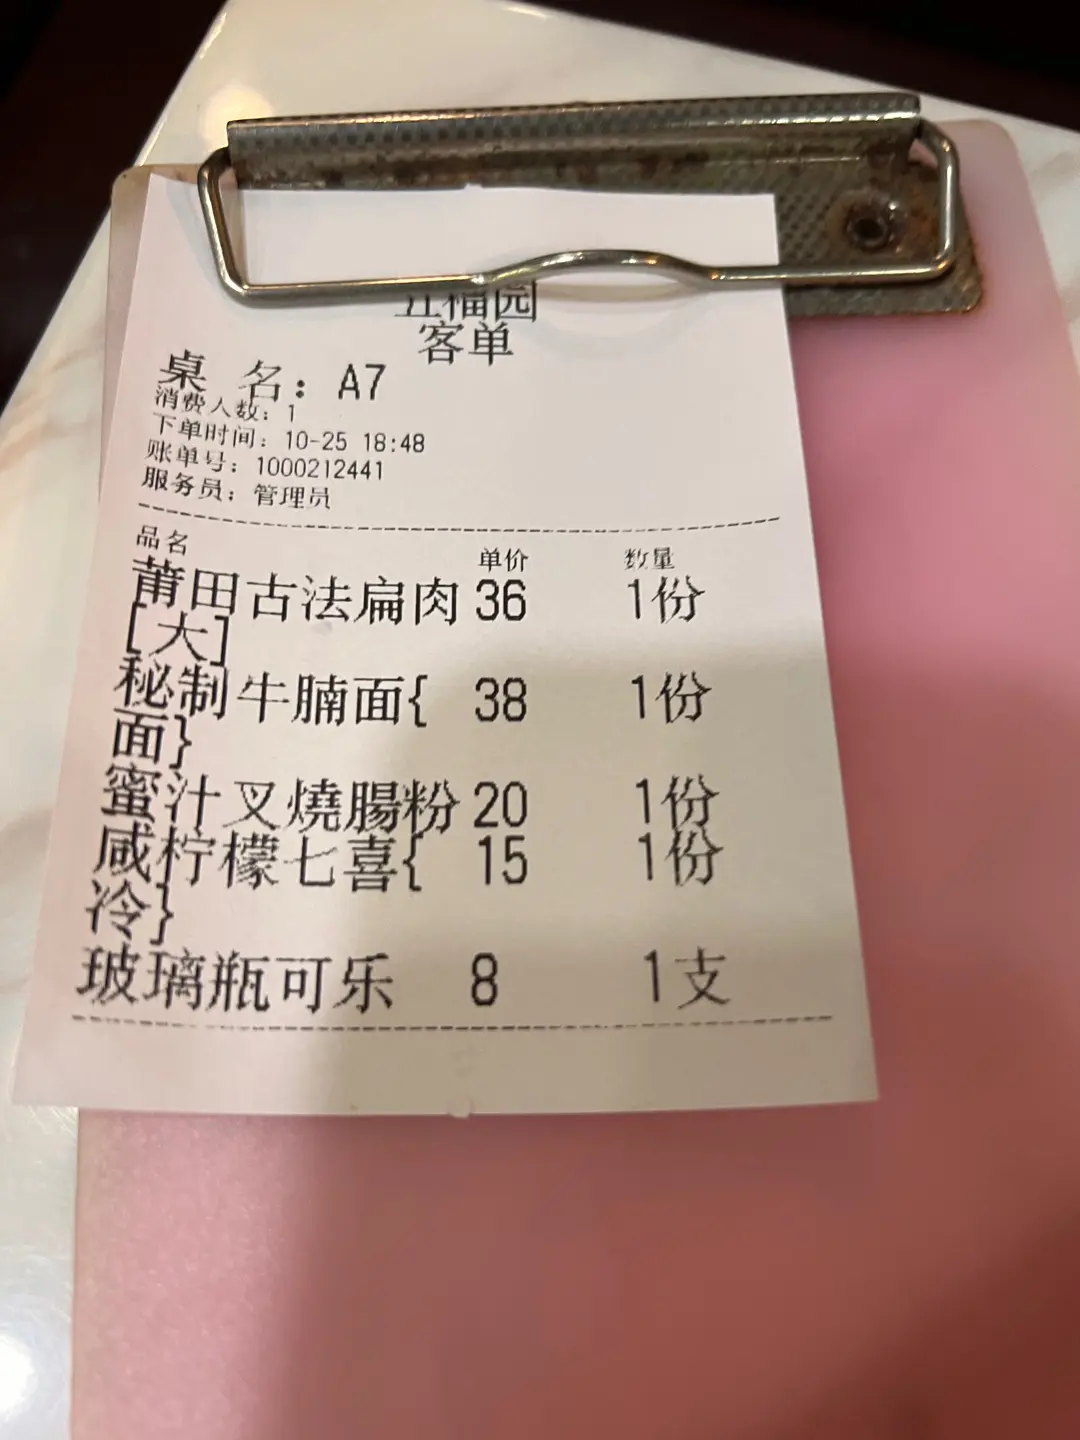 福园
客单
桌 名：A7
消费人数：1
下单时间：10-25 18:48
账单号：1000212441
服务员：管理员
品名 单价 数量
莆田古法扁肉 36 1份
[大]
秘制牛腩面{ 38 1份
面}
蜜汁叉燒腸粉 20 1份
咸柠檬七喜{ 15 1份
冷}
玻璃瓶可乐 8 1支